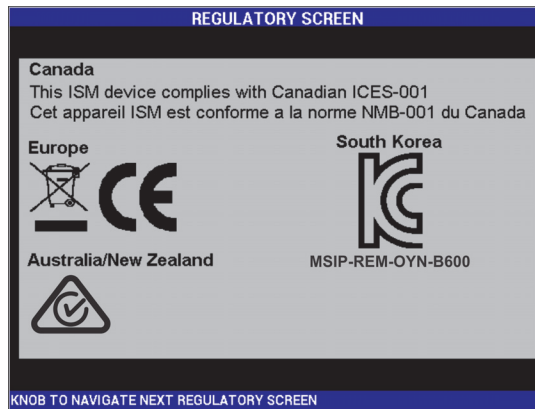 REGULATORY SCREEN
Canada
This ISM device complies with Canadian ICES-001
Cet appareil ISM est conforme a la norme NMB-001 du Canada
Europe
CE
South Korea
KC
MSIP-REM-OYN-B600
Australia/New Zealand
KNOB TO NAVIGATE NEXT REGULATORY SCREEN